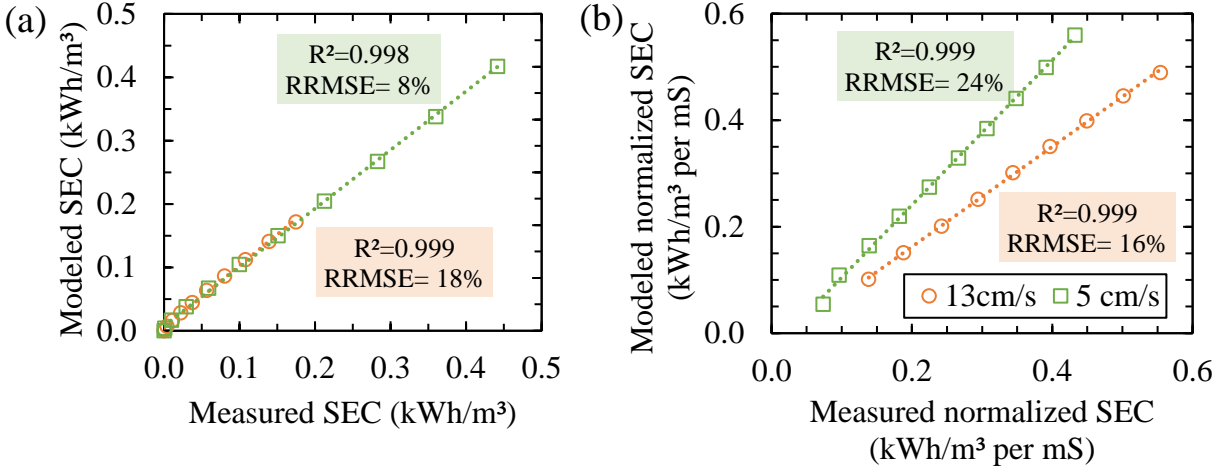 (a)
R²=0.998
RRMSE= 8%
R²=0.999
RRMSE= 18%
Modeled SEC (kWh/m³)
0.5
0.4
0.3
0.2
0.1
0.0
0.0 0.1 0.2 0.3 0.4 0.5
Measured SEC (kWh/m³)
(b)
R²=0.999
RRMSE= 24%
R²=0.999
RRMSE= 16%
13cm/s 5 cm/s
Modeled normalized SEC
(kWh/m³ per mS)
0.6
0.4
0.2
0.0
0.0 0.2 0.4 0.6
Measured normalized SEC
(kWh/m³ per mS)